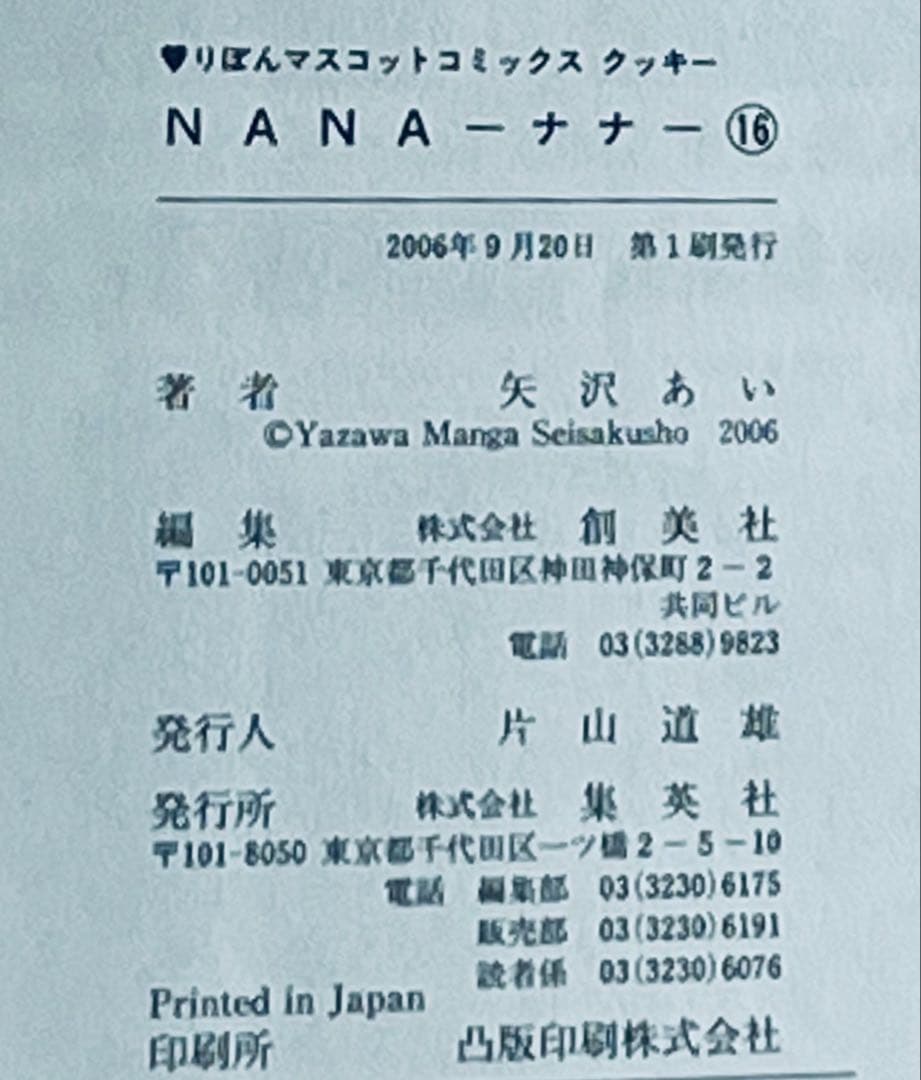 ♥りぼんマスコットコミックス クッキー
NANA－ナナ－⑯
2006年9月20日 第1刷発行
著者 矢沢あい
©Yazawa Manga Seisakusho 2006
編集 株式会社 創美社
〒101-0051 東京都千代田区神田神保町2－2
共同ビル
電話 03(3288)9823
発行人 片山道雄
発行所 株式会社 集英社
〒101-8050 東京都千代田区一ツ橋2－5－10
電話 編集部 03(3230)6175
販売部 03(3230)6191
読者係 03(3230)6076
Printed in Japan
印刷所 凸版印刷株式会社